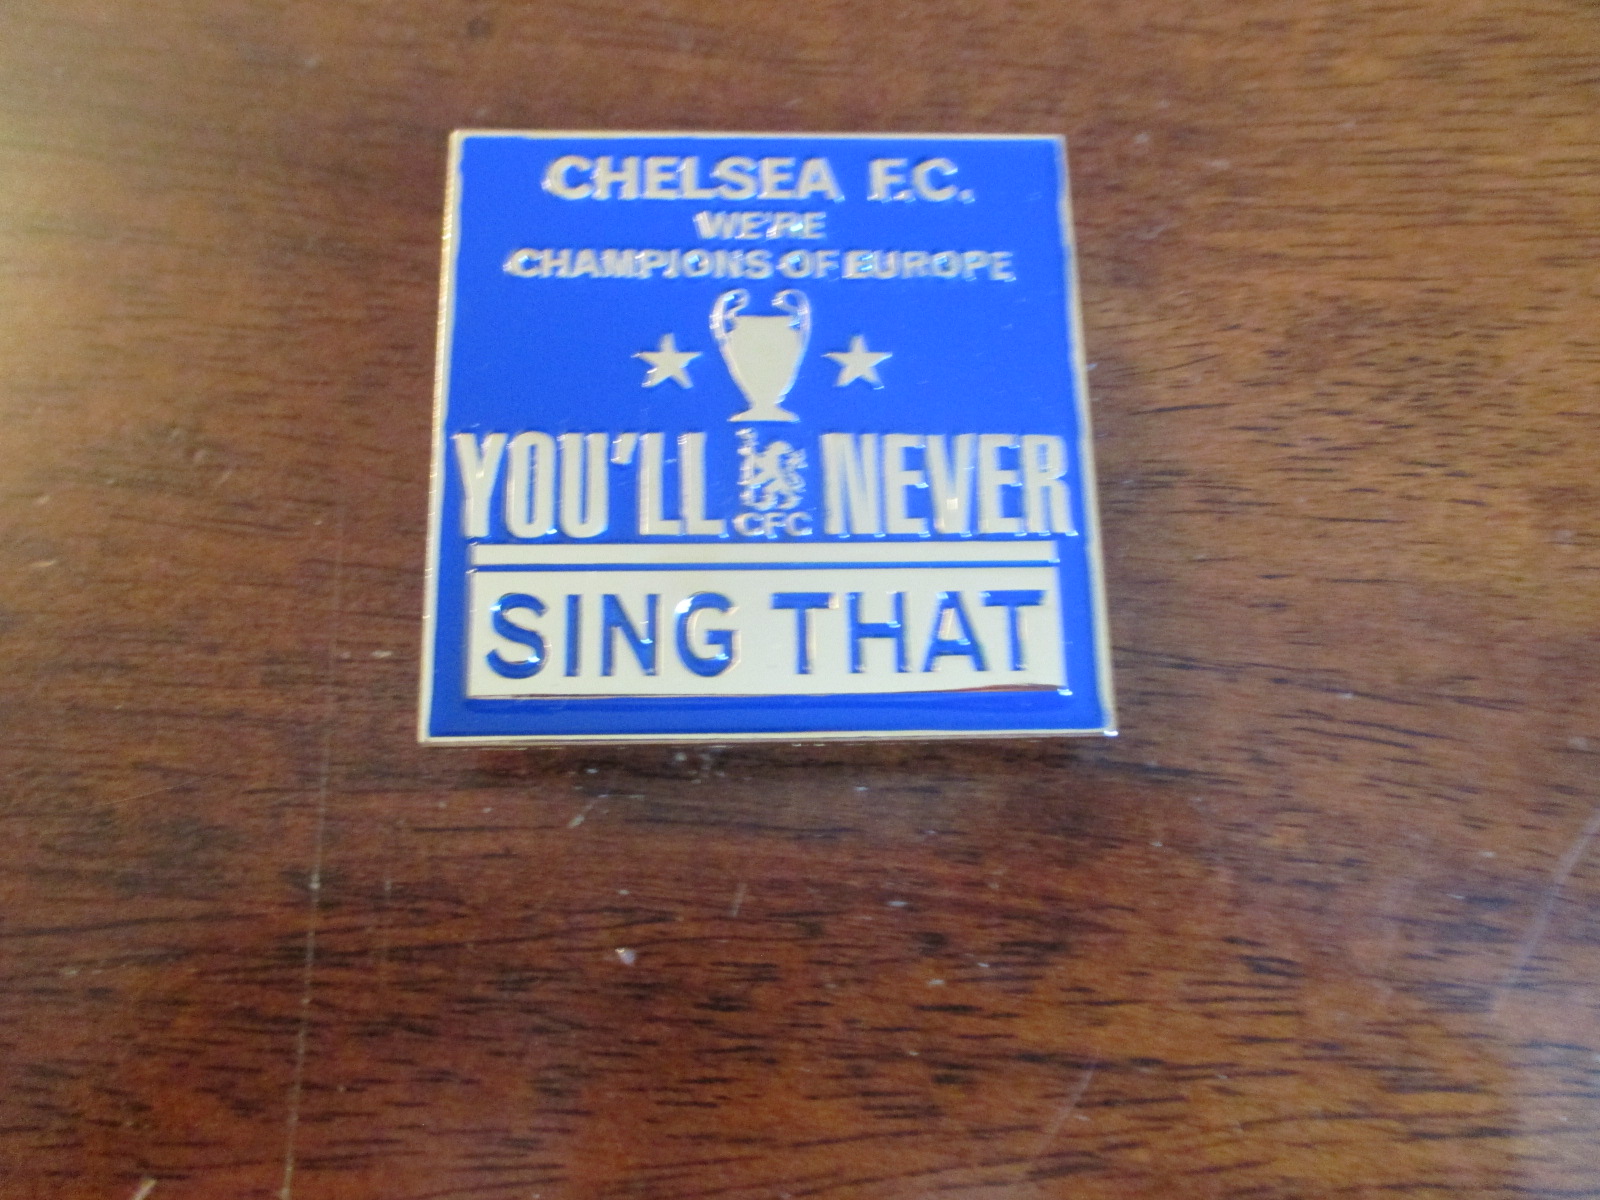 CHELSEA F.C.
WE'RE
CHAMPIONS OF EUROPE
YOU'LL NEVER
CFC
SING THAT